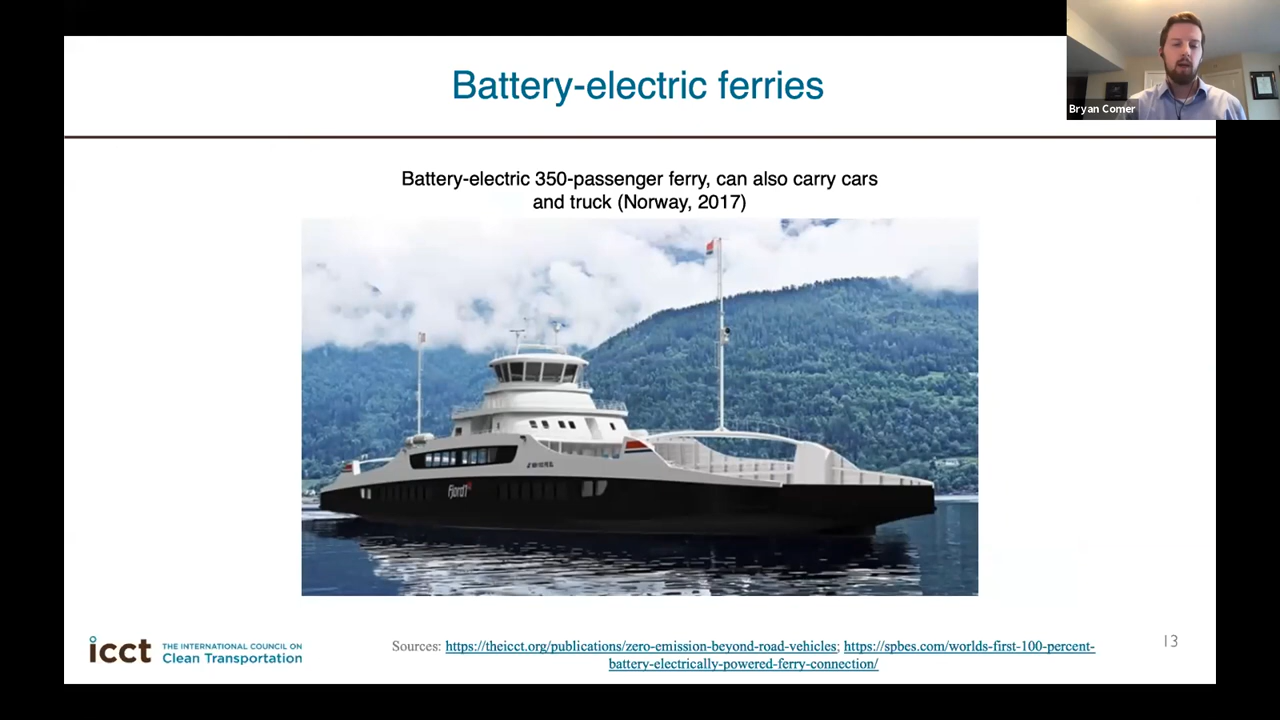 Battery-electric ferries
Bryan Comer
Battery-electric 350-passenger ferry, can also carry cars
and truck (Norway, 2017)
Fjord1
icct
THE INTERNATIONAL COUNCIL ON
Clean Transportation
Sources: https://theicct.org/publications/zero-emission-beyond-road-vehicles; https://spbes.com/worlds-first-100-percent-
battery-electrically-powered-ferry-connection/
13